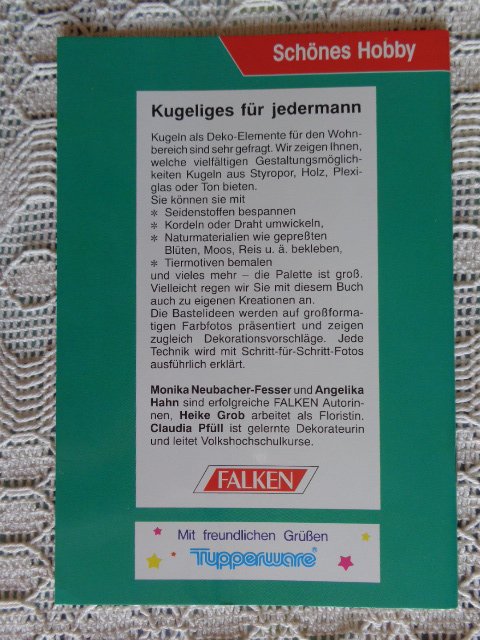 Schönes Hobby
Kugeliges für jedermann
Kugeln als Deko-Elemente für den Wohn-
bereich sind sehr gefragt. Wir zeigen Ihnen,
welche vielfältigen Gestaltungsmöglich-
keiten Kugeln aus Styropor, Holz, Plexi-
glas oder Ton bieten.
Sie können sie mit
* Seidenstoffen bespannen
* Kordeln oder Draht umwickeln,
* Naturmaterialien wie gepreßten
Blüten, Moos, Reis u. ä. bekleben,
* Tiermotiven bemalen
und vieles mehr – die Palette ist groß.
Vielleicht regen wir Sie mit diesem Buch
auch zu eigenen Kreationen an.
Die Bastelideen werden auf großforma-
tigen Farbfotos präsentiert und zeigen
zugleich Dekorationsvorschläge. Jede
Technik wird mit Schritt-für-Schritt-Fotos
ausführlich erklärt.
Monika Neubacher-Fesser und Angelika
Hahn sind erfolgreiche FALKEN Autorin-
nen, Heike Grob arbeitet als Floristin.
Claudia Pfüll ist gelernte Dekorateurin
und leitet Volkshochschulkurse.
FALKEN
Mit freundlichen Grüßen
Tupperware®